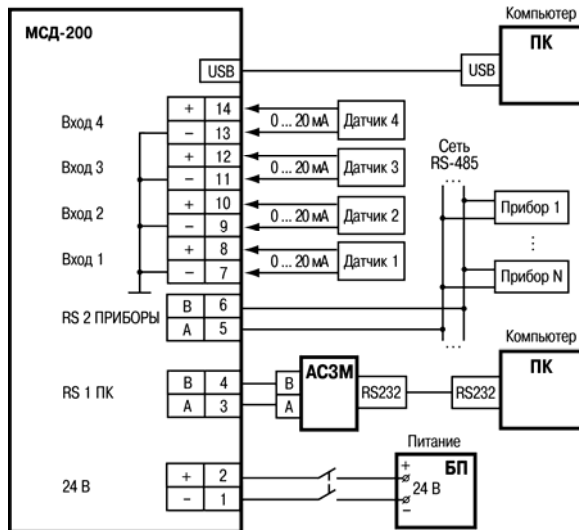 Компьютер
МСД-200
ПК
USB
USB
Вход 4
+ 14
0 ... 20 мА
Датчик 4
– 13
Вход 3
+ 12
0 ... 20 мА
Датчик 3
– 11
Сеть
RS-485
...
Вход 2
+ 10
0 ... 20 мА
Датчик 2
– 9
Прибор 1
...
Вход 1
+ 8
0 ... 20 мА
Датчик 1
– 7
Прибор N
RS 2 ПРИБОРЫ
B 6
A 5
...
Компьютер
ПК
RS 1 ПК
B 4
A 3
B
A
АС3М
RS232
RS232
Питание
24 В
+ 2
– 1
+
БП
24 В
–